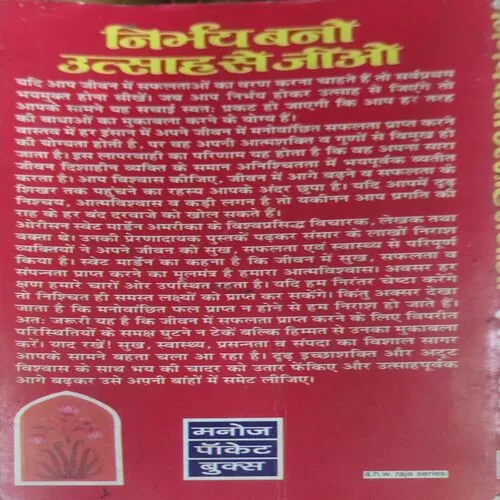 निर्भय बनो
उत्साह से जीओ
यदि आप जीवन में सफलताओं का वरण करना चाहते हैं तो सर्वप्रथम
भयमुक्त होना सीखें। जब आप निर्भय होकर उत्साह से जिएंगे तो
आपके सामने यह सच्चाई स्वतः प्रकट हो जाएगी कि आप हर तरह
की बाधाओं का मुकाबला करने के योग्य हैं।
वास्तव में हर इंसान में अपने जीवन में मनोवांछित सफलता प्राप्त करने
की योग्यता होती है, पर वह अपनी आत्मशक्ति व गुणों से विमुख हो
जाता है। इस लापरवाही का परिणाम यह होता है कि वह अपना सारा
जीवन दिशाहीन व्यक्ति के समान अनिश्चितता में भयपूर्वक व्यतीत
करता है। आप विश्वास कीजिए, जीवन में आगे बढ़ने व सफलता के
शिखर तक पहुंचने का रहस्य आपके अंदर छुपा है। यदि आपमें दृढ़
निश्चय, आत्मविश्वास व कड़ी लगन है तो यकीनन आप प्रगति की
राह के हर बंद दरवाजे को खोल सकते हैं।
ओरीसन स्वेट मार्डेन अमरीका के विश्वप्रसिद्ध विचारक, लेखक तथा
वक्ता थे। उनकी प्रेरणादायक पुस्तकें पढ़कर संसार के लाखों निराश
व्यक्तियों ने अपने जीवन को सुख, सफलता एवं स्वास्थ्य से परिपूर्ण
किया है। स्वेट मार्डेन का कहना है कि जीवन में सुख, सफलता व
संपन्नता प्राप्त करने का मूलमंत्र है हमारा आत्मविश्वास। अवसर हर
क्षण हमारे चारों ओर उपस्थित रहता है। यदि हम निरंतर चेष्टा करेंगे
तो निश्चित ही समस्त लक्ष्यों को प्राप्त कर सकेंगे। किंतु अक्सर देखा
जाता है कि मनोवांछित फल प्राप्त न होने से हम निराश हो जाते हैं।
अतः जरूरी यह है कि जीवन में सफलता प्राप्त करने के लिए विपरीत
परिस्थितियों के समक्ष घुटने न टेकें बल्कि हिम्मत से उनका मुकाबला
करें। याद रखें! सुख, स्वास्थ्य, प्रसन्नता व संपदा का विशाल सागर
आपके सामने बहता चला आ रहा है। दृढ़ इच्छाशक्ति और अटूट
विश्वास के साथ भय की चादर को उतार फेंकिए और उत्साहपूर्वक
आगे बढ़कर उसे अपनी बांहों में समेट लीजिए।
मनोज
पॉकेट
बुक्स
a.h.w. raja series